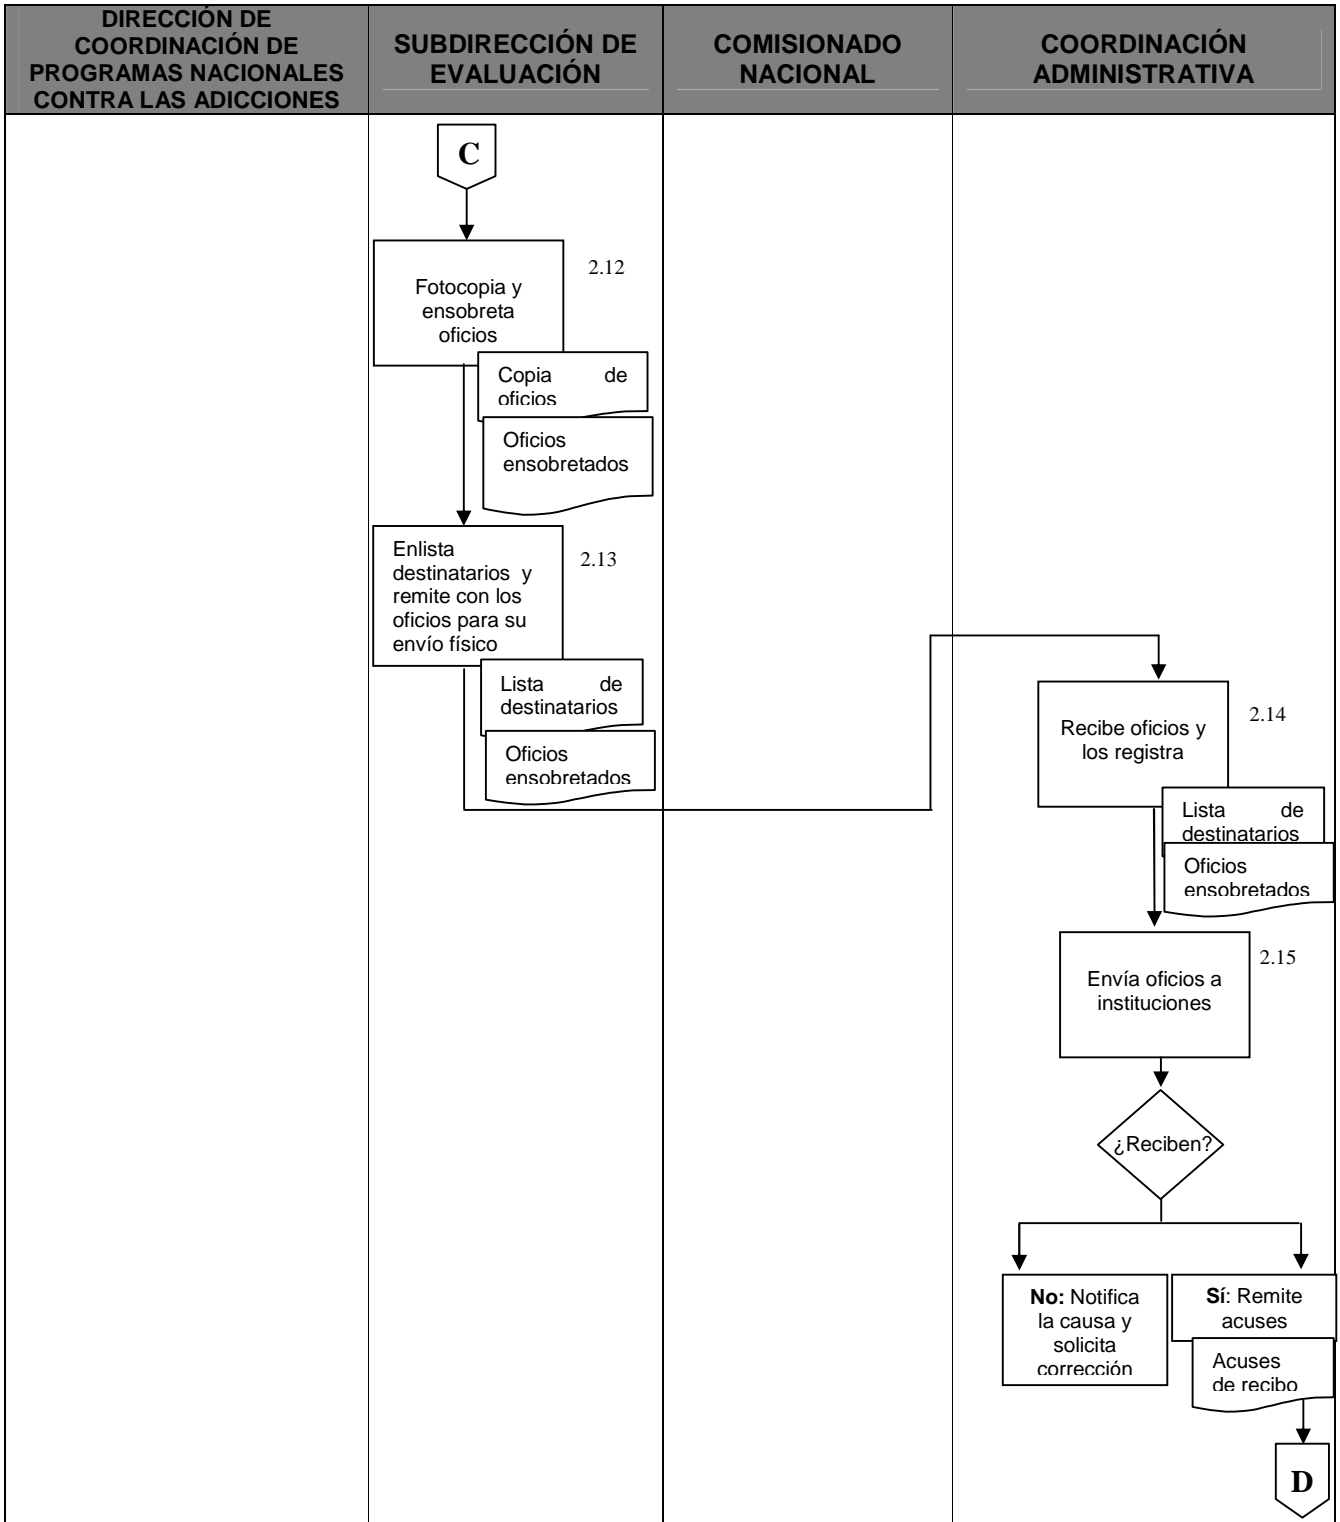 DIRECCIÓN DE
COORDINACIÓN DE
PROGRAMAS NACIONALES
CONTRA LAS ADICCIONES
SUBDIRECCIÓN DE
EVALUACIÓN
COMISIONADO
NACIONAL
COORDINACIÓN
ADMINISTRATIVA
C
2.12
Fotocopia y
ensobreta
oficios
Copia de
oficios
Oficios
ensobretados
2.13
Enlista
destinatarios y
remite con los
oficios para su
envío físico
Lista de
destinatarios
Oficios
ensobretados
2.14
Recibe oficios y
los registra
Lista de
destinatarios
Oficios
ensobretados
2.15
Envía oficios a
instituciones
¿Reciben?
No: Notifica
la causa y
solicita
corrección
Sí: Remite
acuses
Acuses
de recibo
D